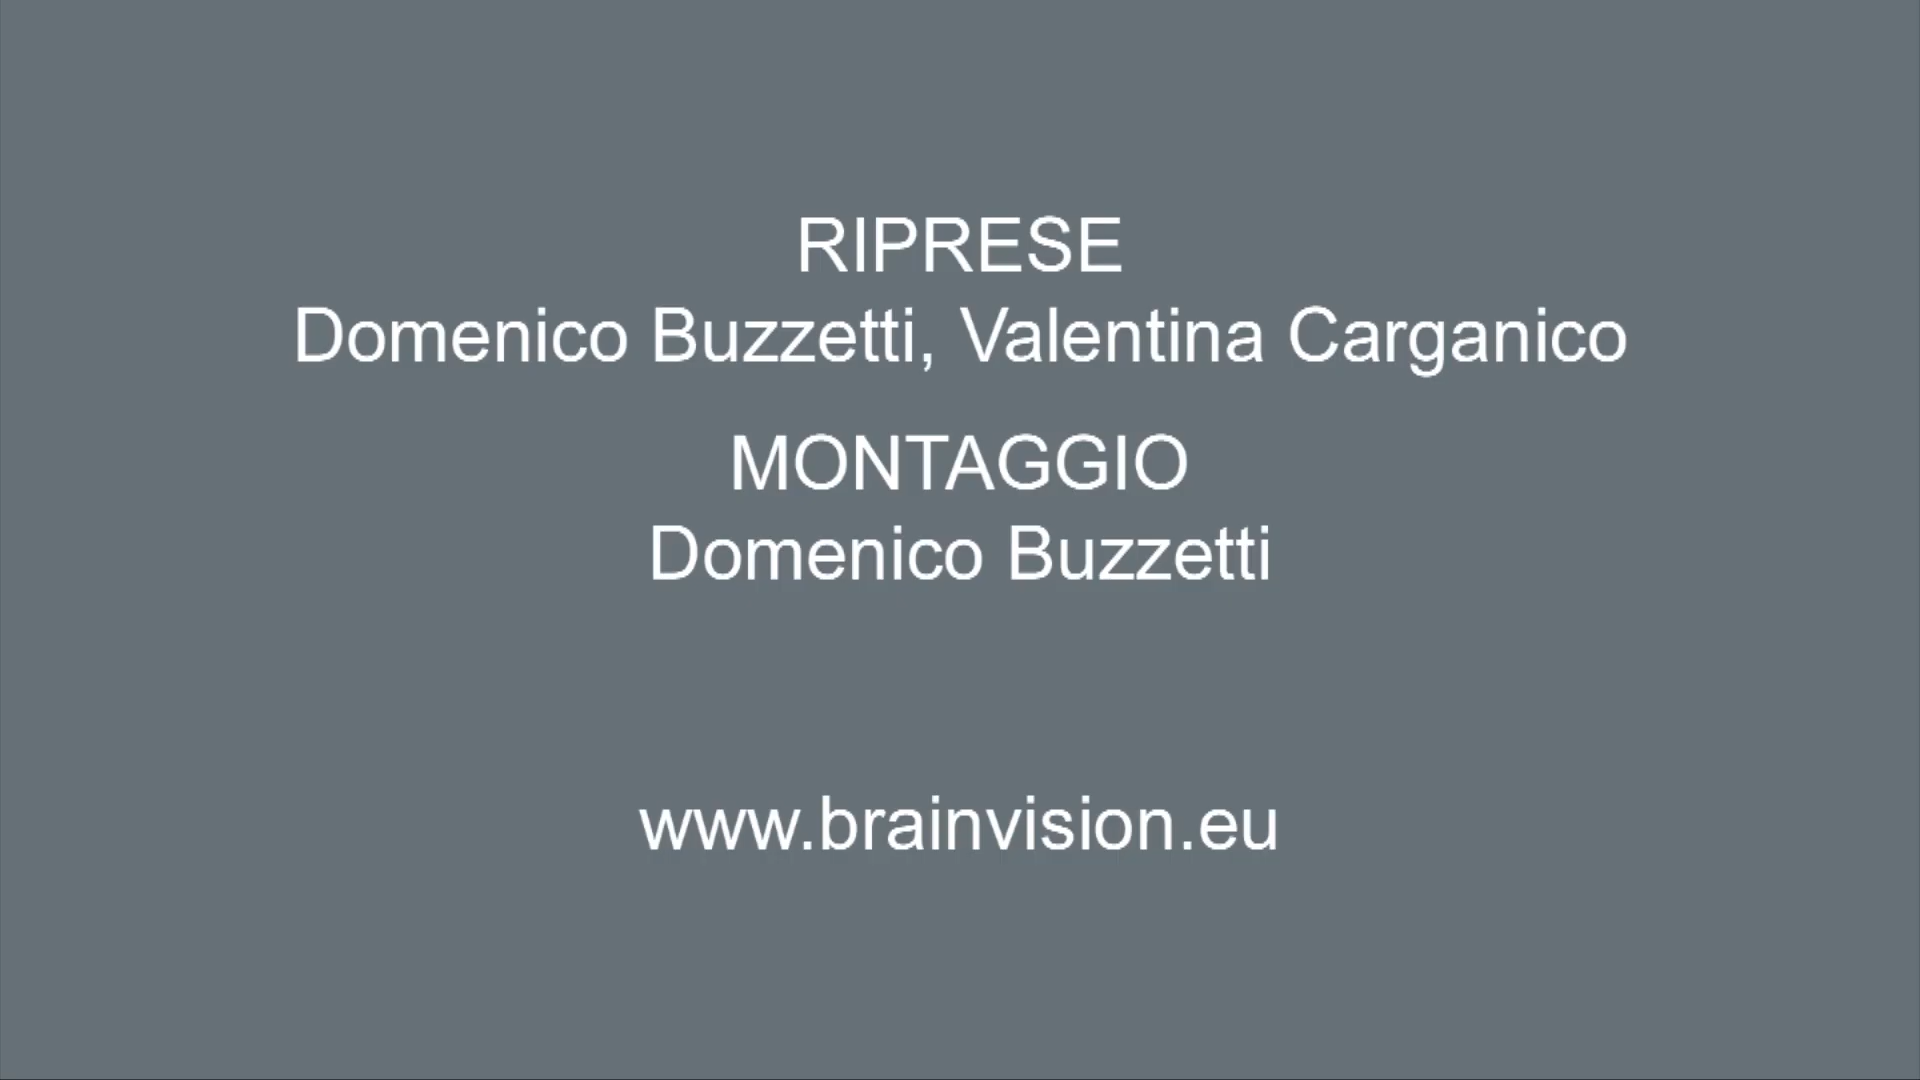 RIPRESE
Domenico Buzzetti, Valentina Carganico
MONTAGGIO
Domenico Buzzetti
www.brainvision.eu